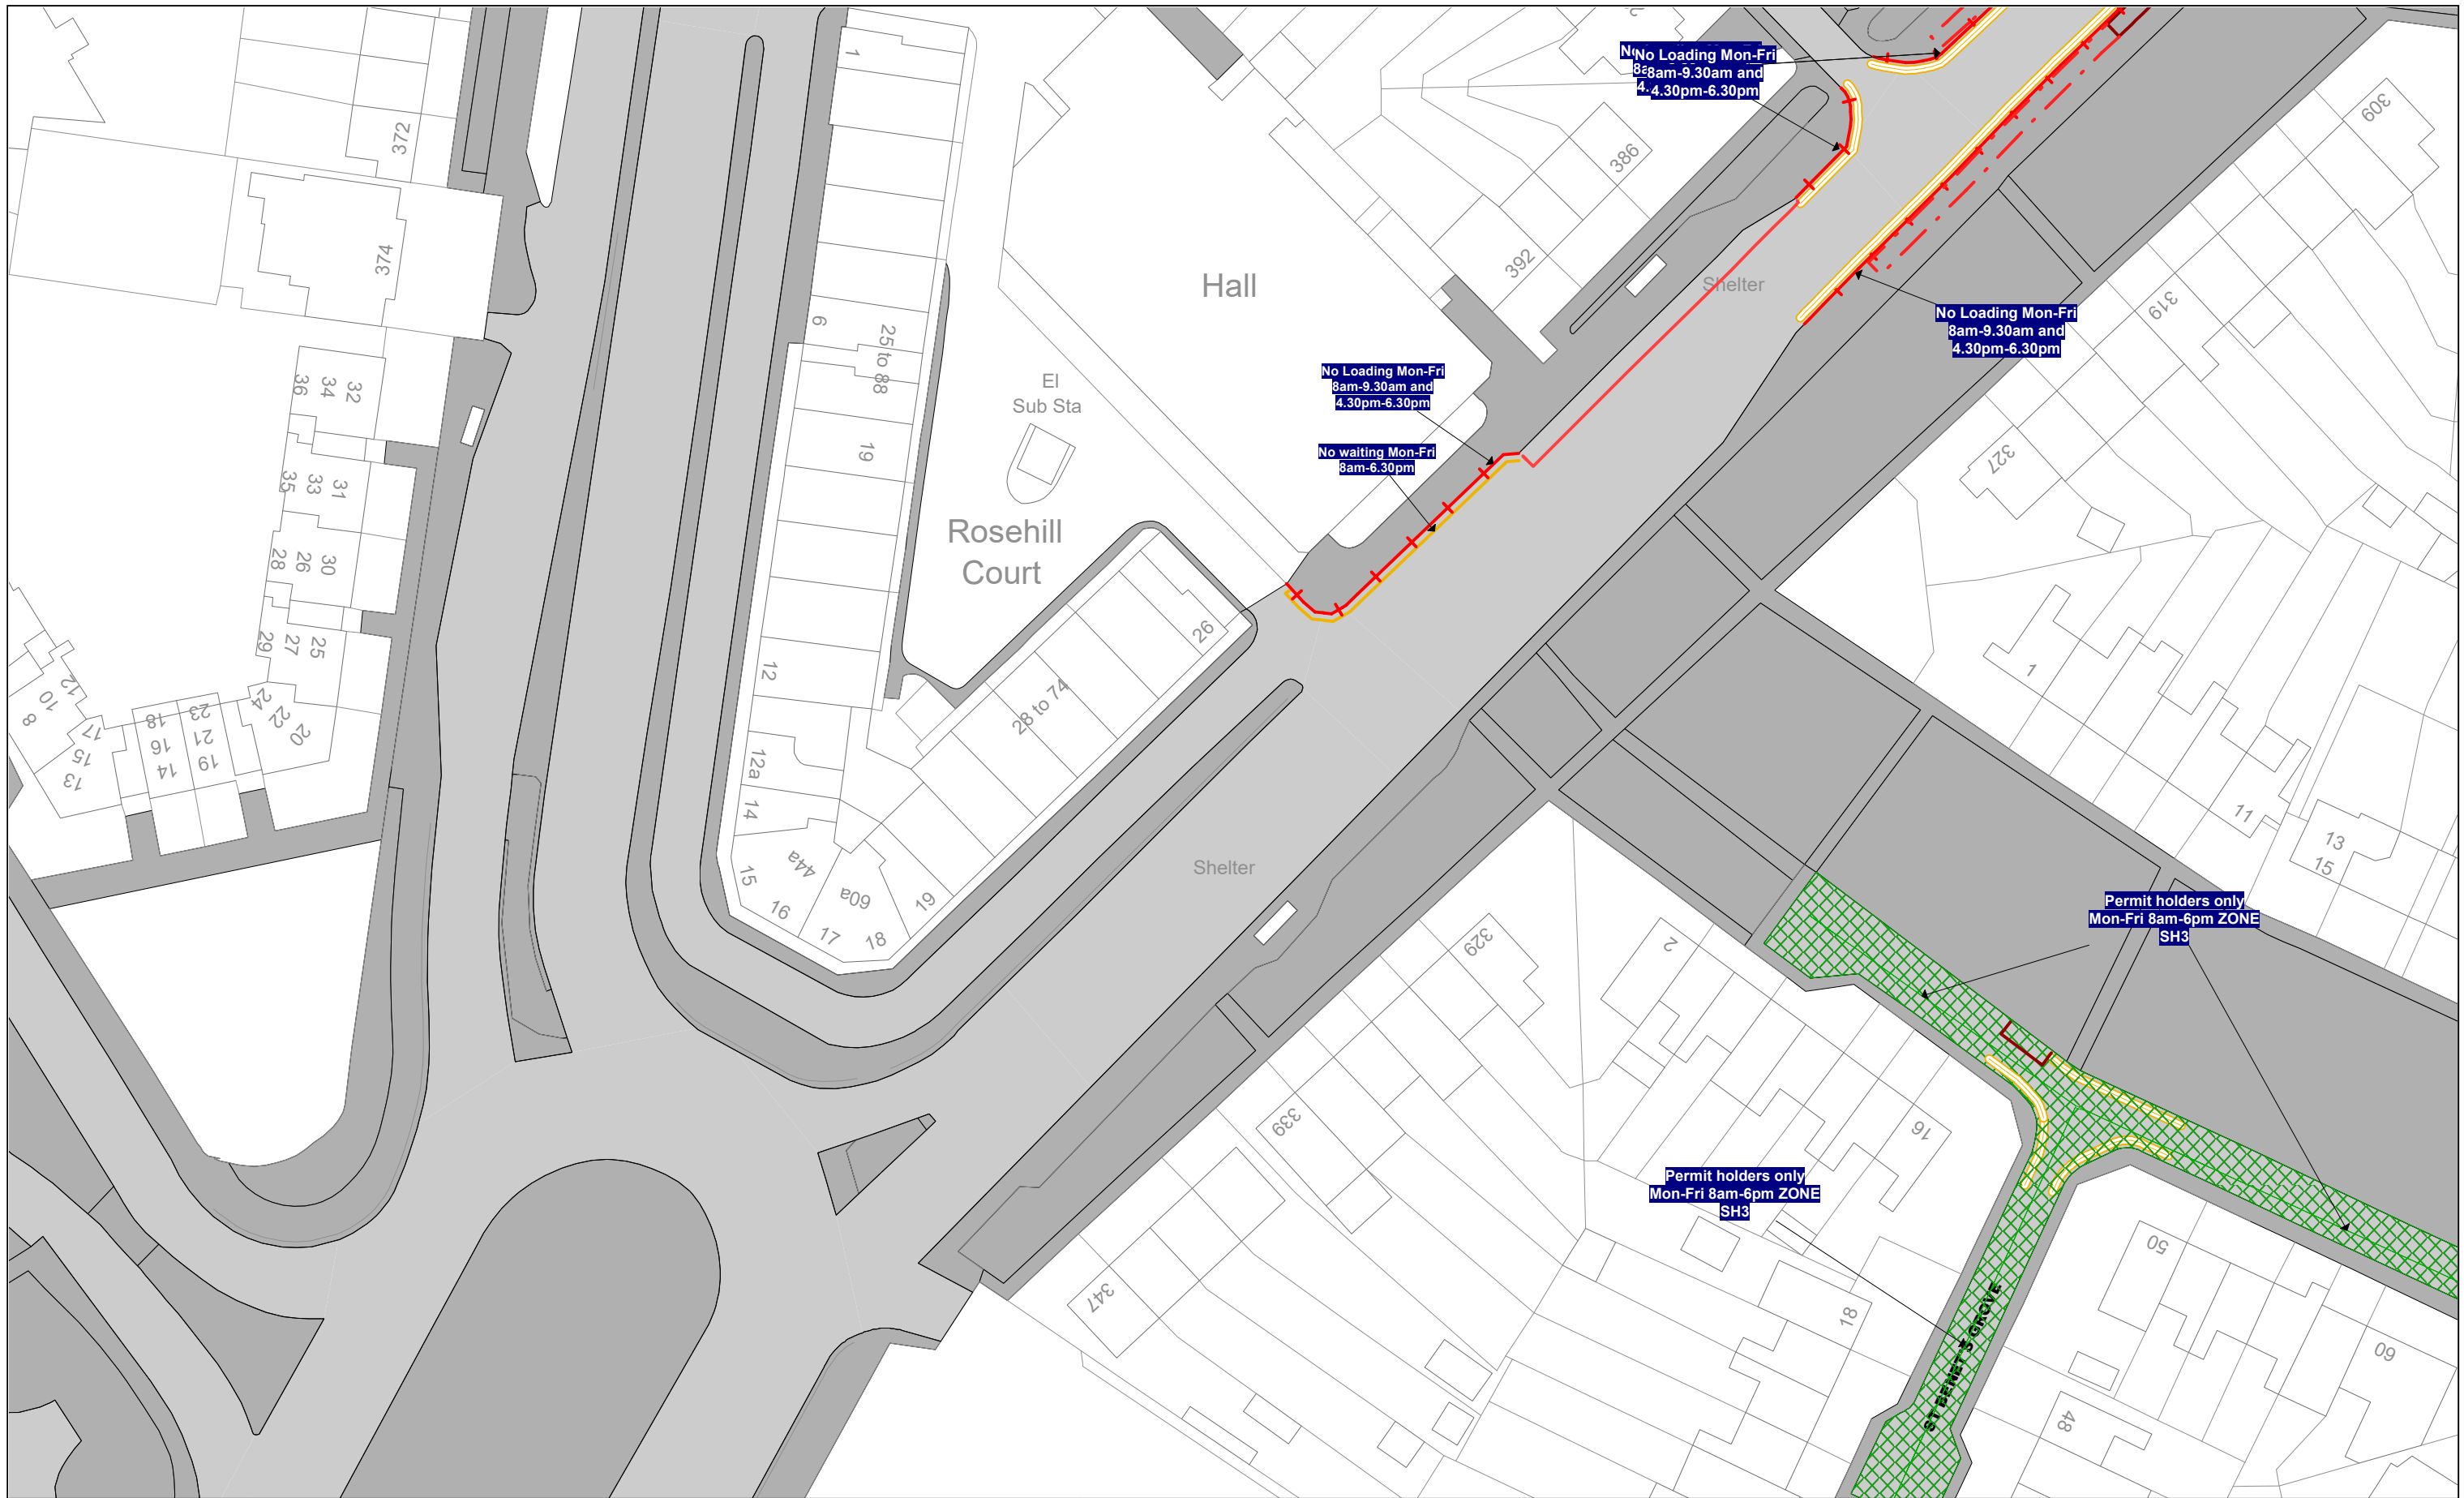 1
372
374
6
25 to 88
Hall
386
392
No Loading Mon-Fri
8am-9.30am and
4.30pm-6.30pm
309
Shelter
319
No Loading Mon-Fri
8am-9.30am and
4.30pm-6.30pm
36
34
32
El
Sub Sta
No Loading Mon-Fri
8am-9.30am and
4.30pm-6.30pm
No waiting Mon-Fri
8am-6.30pm
327
19
35
33
31
Rosehill
Court
28
26
30
29
27
25
12
26
1
12
10
8
28 to 74
24
22
20
23
21
19
18
16
14
17
15
13
12a
14
11
13
15
44a
60a
15
16
17
18
19
Shelter
Permit holders only
Mon-Fri 8am-6pm ZONE
SH3
329
2
339
16
Permit holders only
Mon-Fri 8am-6pm ZONE
SH3
50
347
18
ST BENET'S GROVE
60
48